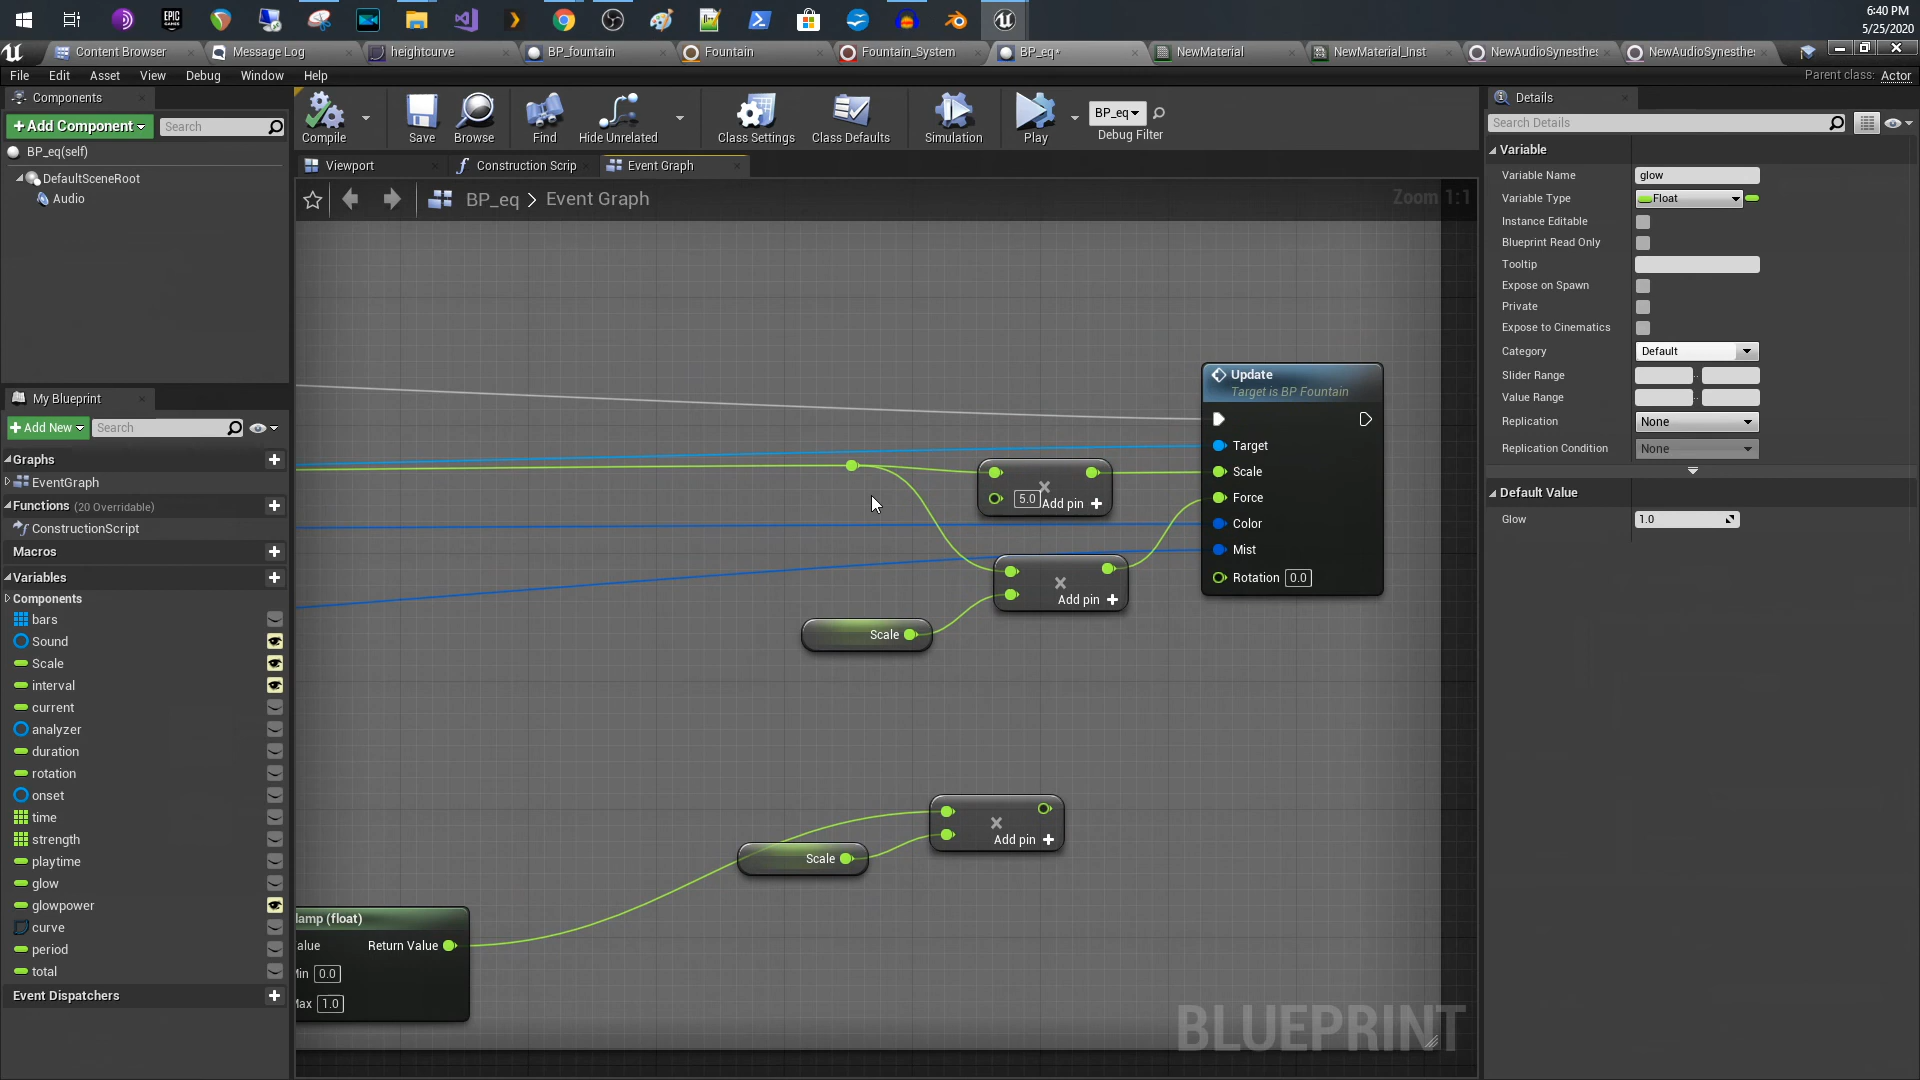 6:40 PM
5/25/2020
Content Browser
Message Log
heightcurve
BP_fountain
Fountain
Fountain_System
BP_eq*
NewMaterial
NewMaterial_Inst
NewAudioSynesthes
NewAudioSynesthes
File
Edit
Asset
View
Debug
Window
Help
Parent class: Actor
Components
+Add Component
Search
BP_eq(self)
DefaultSceneRoot
Audio
Compile
Save
Browse
Find
Hide Unrelated
Class Settings
Class Defaults
Simulation
Play
BP_eq
Debug Filter
Viewport
Construction Scrip
Event Graph
BP_eq > Event Graph
Zoom 1:1
Update
Target is BP Fountain
Target
Scale
Force
Color
Mist
Rotation 0.0
5.0
Add pin +
Add pin +
Scale
Add pin +
Scale
lamp (float)
alue
Return Value
Min 0.0
Max 1.0
BLUEPRINT
My Blueprint
+Add New
Search
Graphs
EventGraph
Functions (20 Overridable)
ConstructionScript
Macros
Variables
Components
bars
Sound
Scale
interval
current
analyzer
duration
rotation
onset
time
strength
playtime
glow
glowpower
curve
period
total
Event Dispatchers
Details
Search Details
Variable
Variable Name
glow
Variable Type
Float
Instance Editable
Blueprint Read Only
Tooltip
Expose on Spawn
Private
Expose to Cinematics
Category
Default
Slider Range
Value Range
Replication
None
Replication Condition
None
Default Value
Glow
1.0